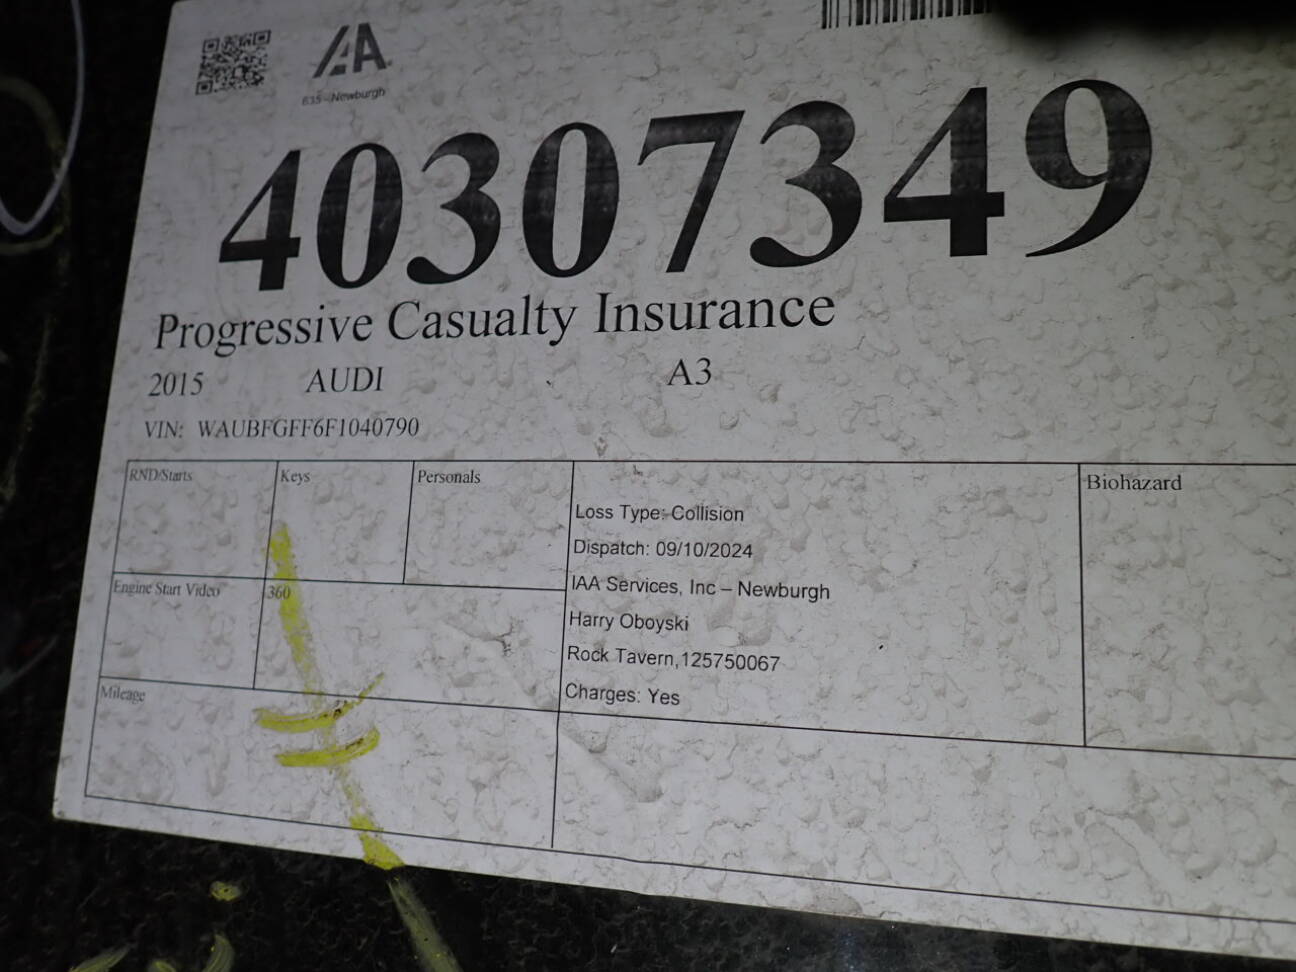 IAA
635 - Newburgh
40307349
Progressive Casualty Insurance
2015 AUDI A3
VIN: WAUBFGFF6F1040790
RND/Starts Keys Personals Biohazard
Loss Type: Collision
Dispatch: 09/10/2024
Engine Start Video 360
IAA Services, Inc – Newburgh
Harry Oboyski
Rock Tavern,125750067
Mileage
Charges: Yes